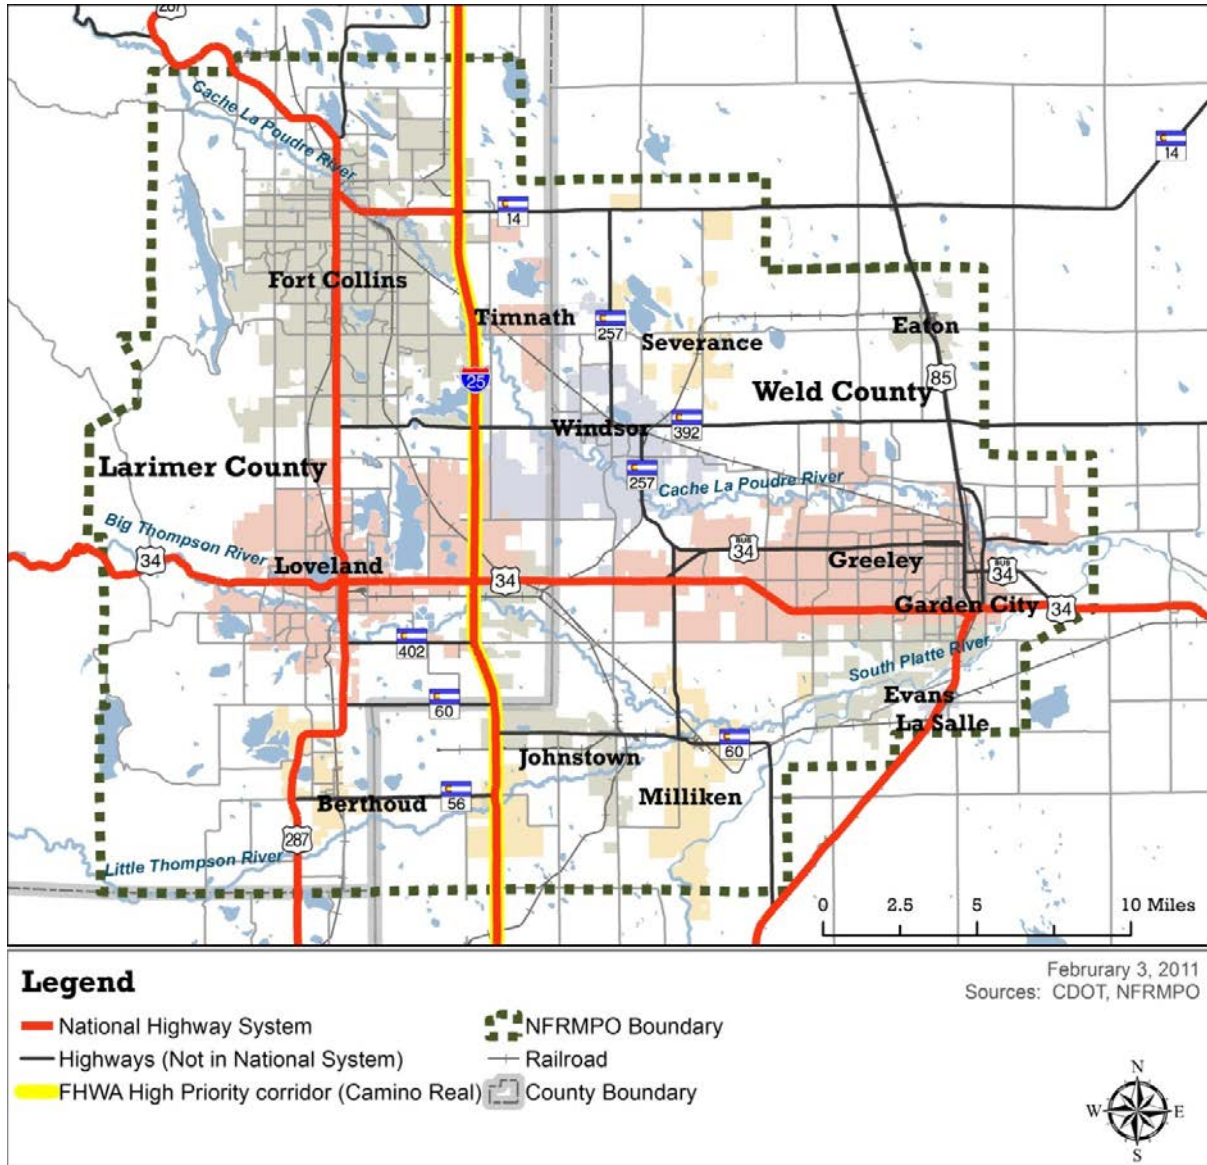 287
Cache La Poudre River
14
14
Fort Collins
Timnath
257
Severance
Eaton
25
Weld County
85
Windsor
392
Larimer County
257
Cache La Poudre River
Big Thompson River
34
Loveland
34
BUS
34
Greeley
BUS
34
Garden City
34
402
South Platte River
60
Evans
La Salle
60
Johnstown
56
Berthoud
Milliken
287
Little Thompson River
0 2.5 5 10 Miles
Legend
Februrary 3, 2011
Sources: CDOT, NFRMPO
National Highway System
NFRMPO Boundary
Highways (Not in National System)
Railroad
FHWA High Priority corridor (Camino Real)
County Boundary
N
W E
S